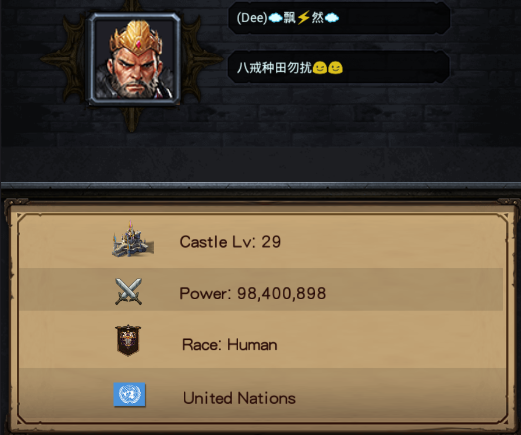 (Dee)☁飘⚡然☁
八戒种田勿扰😐😐
Castle Lv: 29
Power: 98,400,898
Race: Human
United Nations